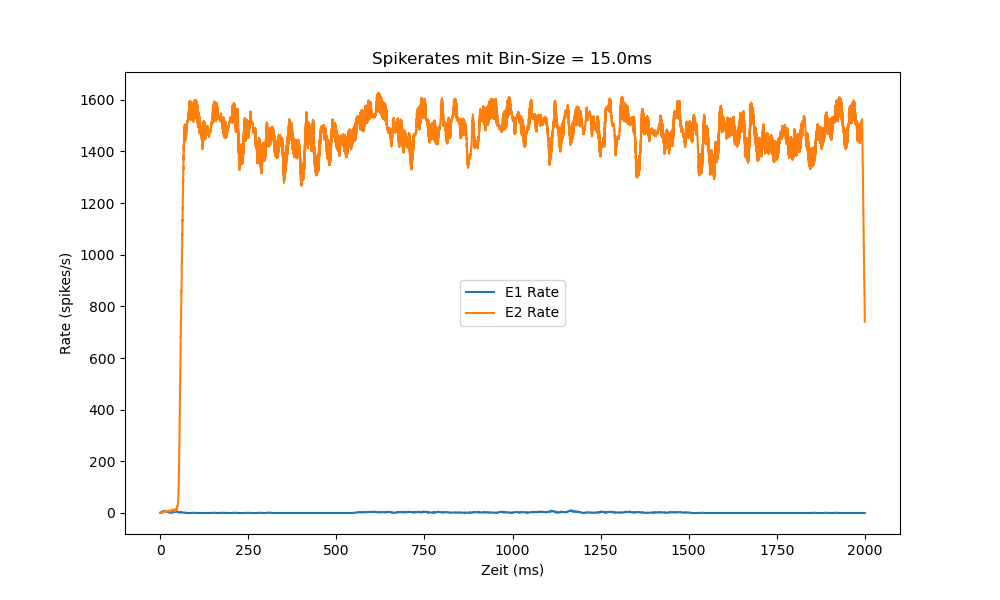 Spikerates mit Bin-Size = 15.0ms
1600
1400
1200
1000
800
600
400
200
0
Rate (spikes/s)
E1 Rate
E2 Rate
0 250 500 750 1000 1250 1500 1750 2000
Zeit (ms)